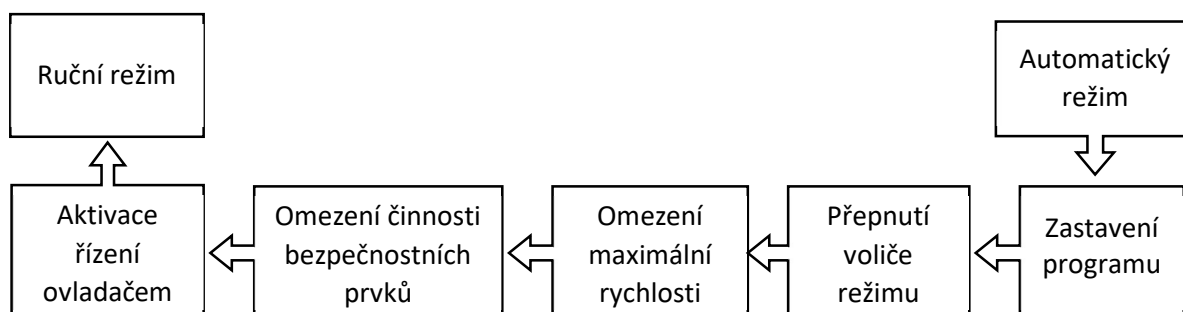 Ruční režim
Automatický
režim
Aktivace
řízení
ovladačem
Omezení činnosti
bezpečnostních
prvků
Omezení
maximální
rychlosti
Přepnutí
voliče
režimu
Zastavení
programu